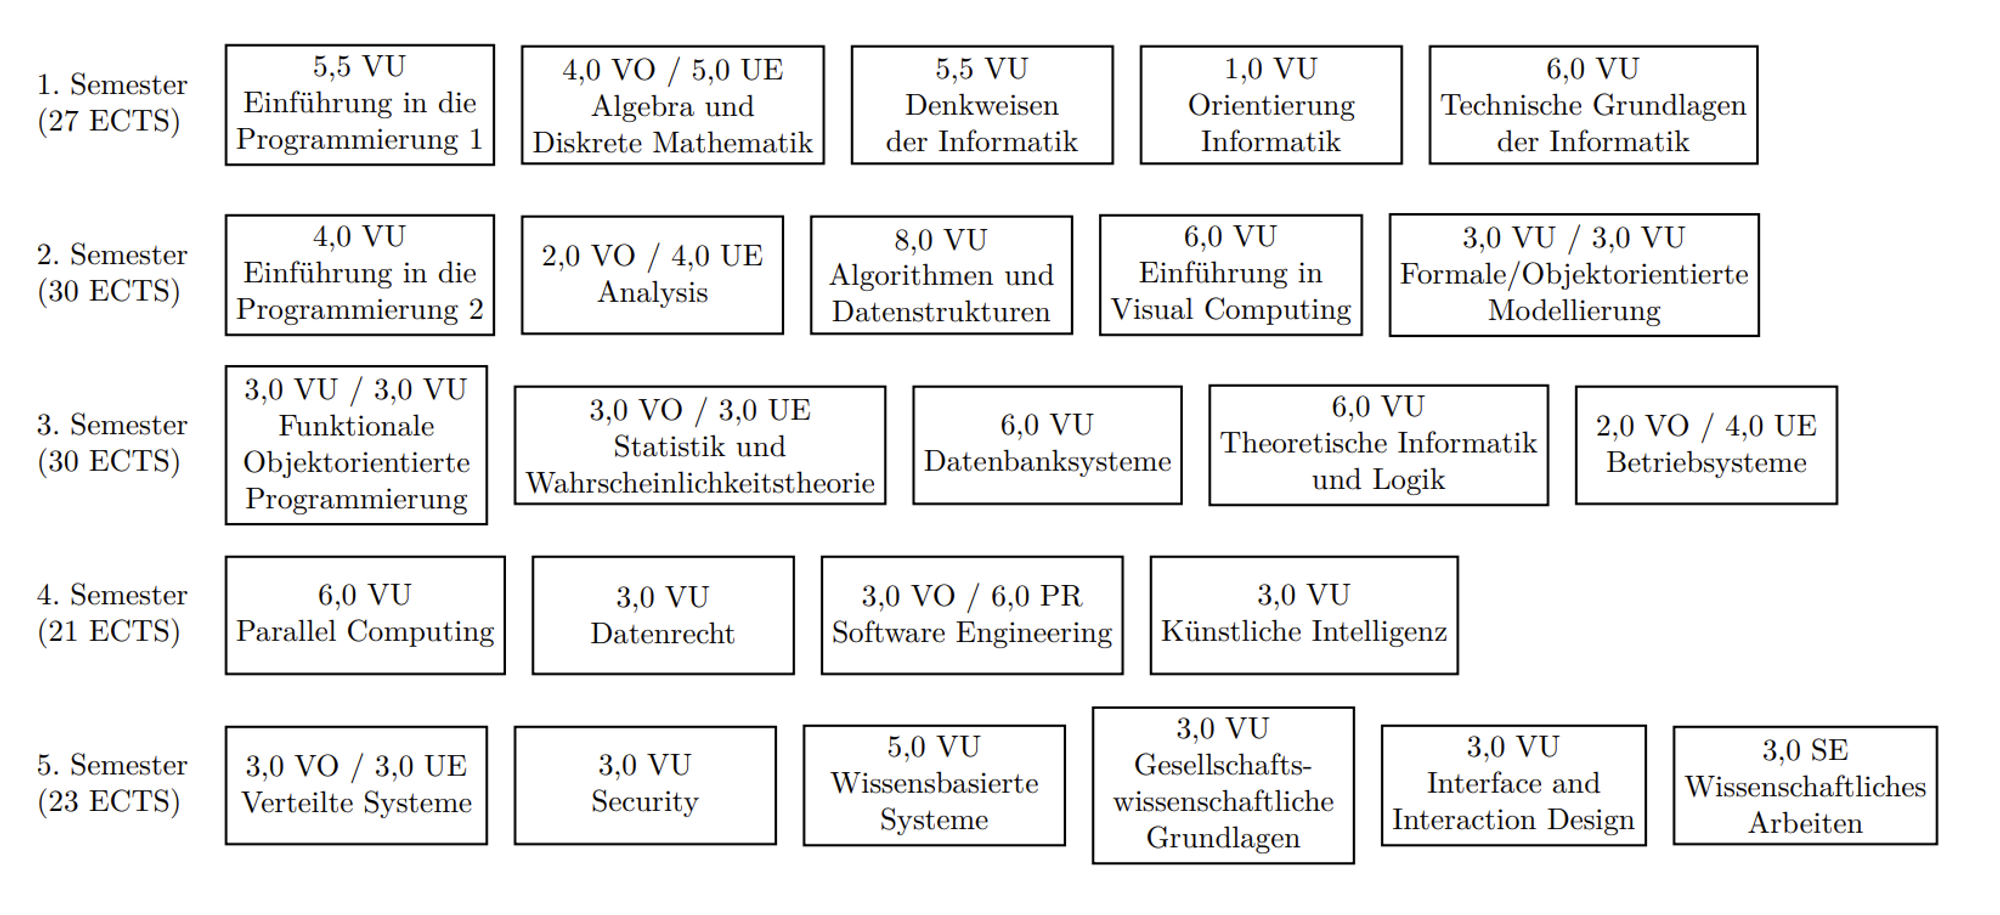 1. Semester
(27 ECTS)
5,5 VU
Einführung in die
Programmierung 1
4,0 VO / 5,0 UE
Algebra und
Diskrete Mathematik
5,5 VU
Denkweisen
der Informatik
1,0 VU
Orientierung
Informatik
6,0 VU
Technische Grundlagen
der Informatik
2. Semester
(30 ECTS)
4,0 VU
Einführung in die
Programmierung 2
2,0 VO / 4,0 UE
Analysis
8,0 VU
Algorithmen und
Datenstrukturen
6,0 VU
Einführung in
Visual Computing
3,0 VU / 3,0 VU
Formale/Objektorientierte
Modellierung
3. Semester
(30 ECTS)
3,0 VU / 3,0 VU
Funktionale
Objektorientierte
Programmierung
3,0 VO / 3,0 UE
Statistik und
Wahrscheinlichkeitstheorie
6,0 VU
Datenbanksysteme
6,0 VU
Theoretische Informatik
und Logik
2,0 VO / 4,0 UE
Betriebsysteme
4. Semester
(21 ECTS)
6,0 VU
Parallel Computing
3,0 VU
Datenrecht
3,0 VO / 6,0 PR
Software Engineering
3,0 VU
Künstliche Intelligenz
5. Semester
(23 ECTS)
3,0 VO / 3,0 UE
Verteilte Systeme
3,0 VU
Security
5,0 VU
Wissensbasierte
Systeme
3,0 VU
Gesellschafts-
wissenschaftliche
Grundlagen
3,0 VU
Interface and
Interaction Design
3,0 SE
Wissenschaftliches
Arbeiten